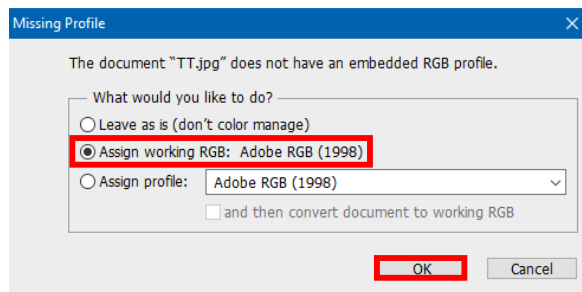 Missing Profile
The document “TT.jpg” does not have an embedded RGB profile.
What would you like to do?
Leave as is (don’t color manage)
Assign working RGB: Adobe RGB (1998)
Assign profile: Adobe RGB (1998)
and then convert document to working RGB
OK Cancel